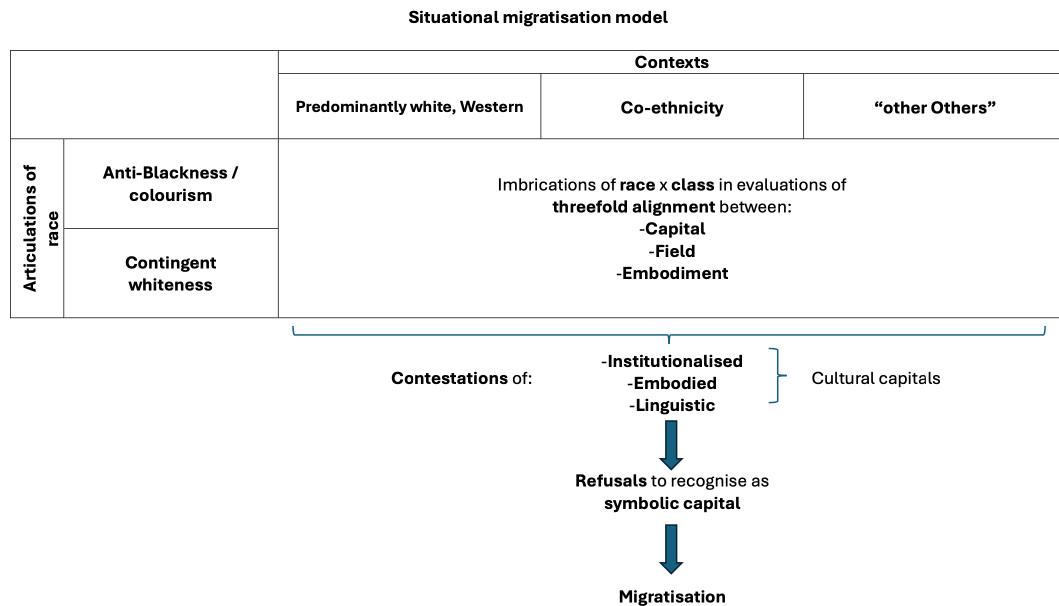 Situational migratisation model
Contexts
Predominantly white, Western
Co-ethnicity
“other Others”
Articulations of
race
Anti-Blackness /
colourism
Contingent
whiteness
Imbrications of race x class in evaluations of
threefold alignment between:
-Capital
-Field
-Embodiment
Contestations of:
-Institutionalised
-Embodied
-Linguistic
Cultural capitals
Refusals to recognise as
symbolic capital
Migratisation